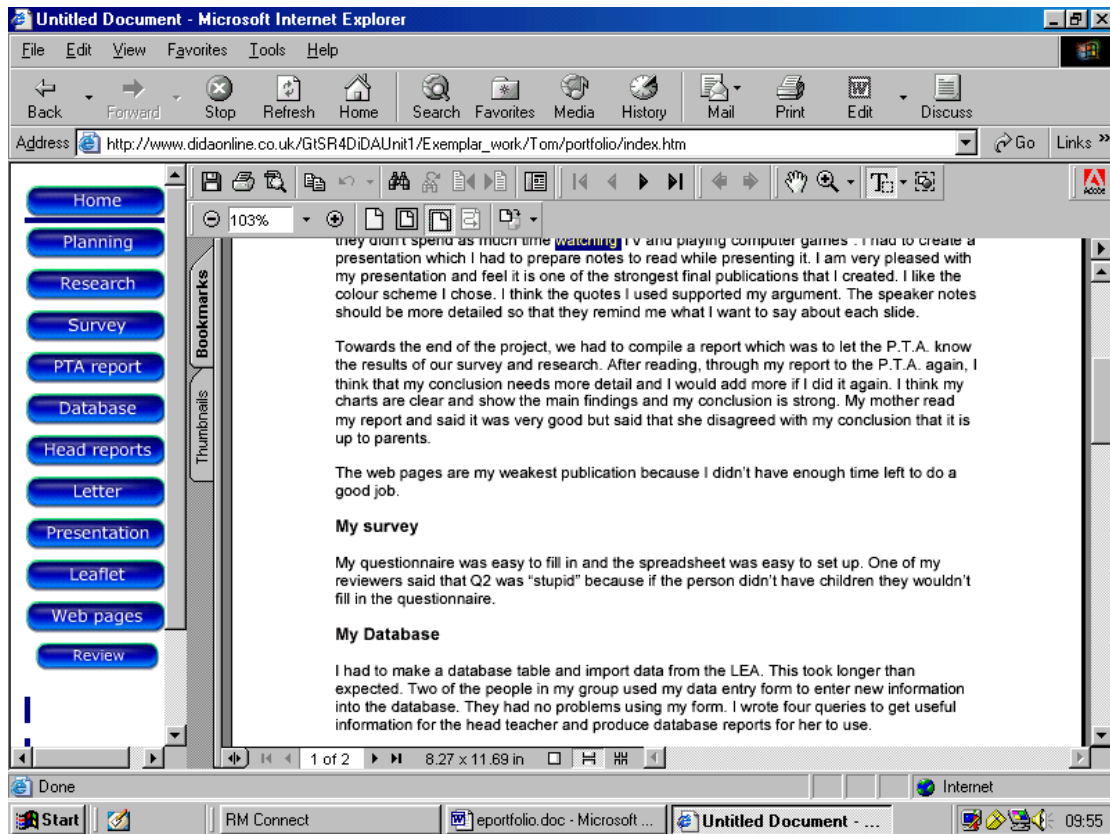 Untitled Document - Microsoft Internet Explorer
File Edit View Favorites Tools Help
Back Forward Stop Refresh Home Search Favorites Media History Mail Print Edit Discuss
Address http://www.didaonline.co.uk/GtSR4DiDAUnit1/Exemplar_work/Tom/portfolio/index.htm Go Links »
Home
Planning
Research
Survey
PTA report
Database
Head reports
Letter
Presentation
Leaflet
Web pages
Review
Adobe
103%
Bookmarks
Thumbnails
they didn't spend as much time watching TV and playing computer games . I had to create a
presentation which I had to prepare notes to read while presenting it. I am very pleased with
my presentation and feel it is one of the strongest final publications that I created. I like the
colour scheme I chose. I think the quotes I used supported my argument. The speaker notes
should be more detailed so that they remind me what I want to say about each slide.
Towards the end of the project, we had to compile a report which was to let the P.T.A. know
the results of our survey and research. After reading, through my report to the P.T.A. again, I
think that my conclusion needs more detail and I would add more if I did it again. I think my
charts are clear and show the main findings and my conclusion is strong. My mother read
my report and said it was very good but said that she disagreed with my conclusion that it is
up to parents.
The web pages are my weakest publication because I didn't have enough time left to do a
good job.
My survey
My questionnaire was easy to fill in and the spreadsheet was easy to set up. One of my
reviewers said that Q2 was “stupid” because if the person didn't have children they wouldn't
fill in the questionnaire.
My Database
I had to make a database table and import data from the LEA. This took longer than
expected. Two of the people in my group used my data entry form to enter new information
into the database. They had no problems using my form. I wrote four queries to get useful
information for the head teacher and produce database reports for her to use.
1 of 2 8.27 x 11.69 in
Done Internet
Start RM Connect eportfolio.doc - Microsoft ... Untitled Document - ... 09:55